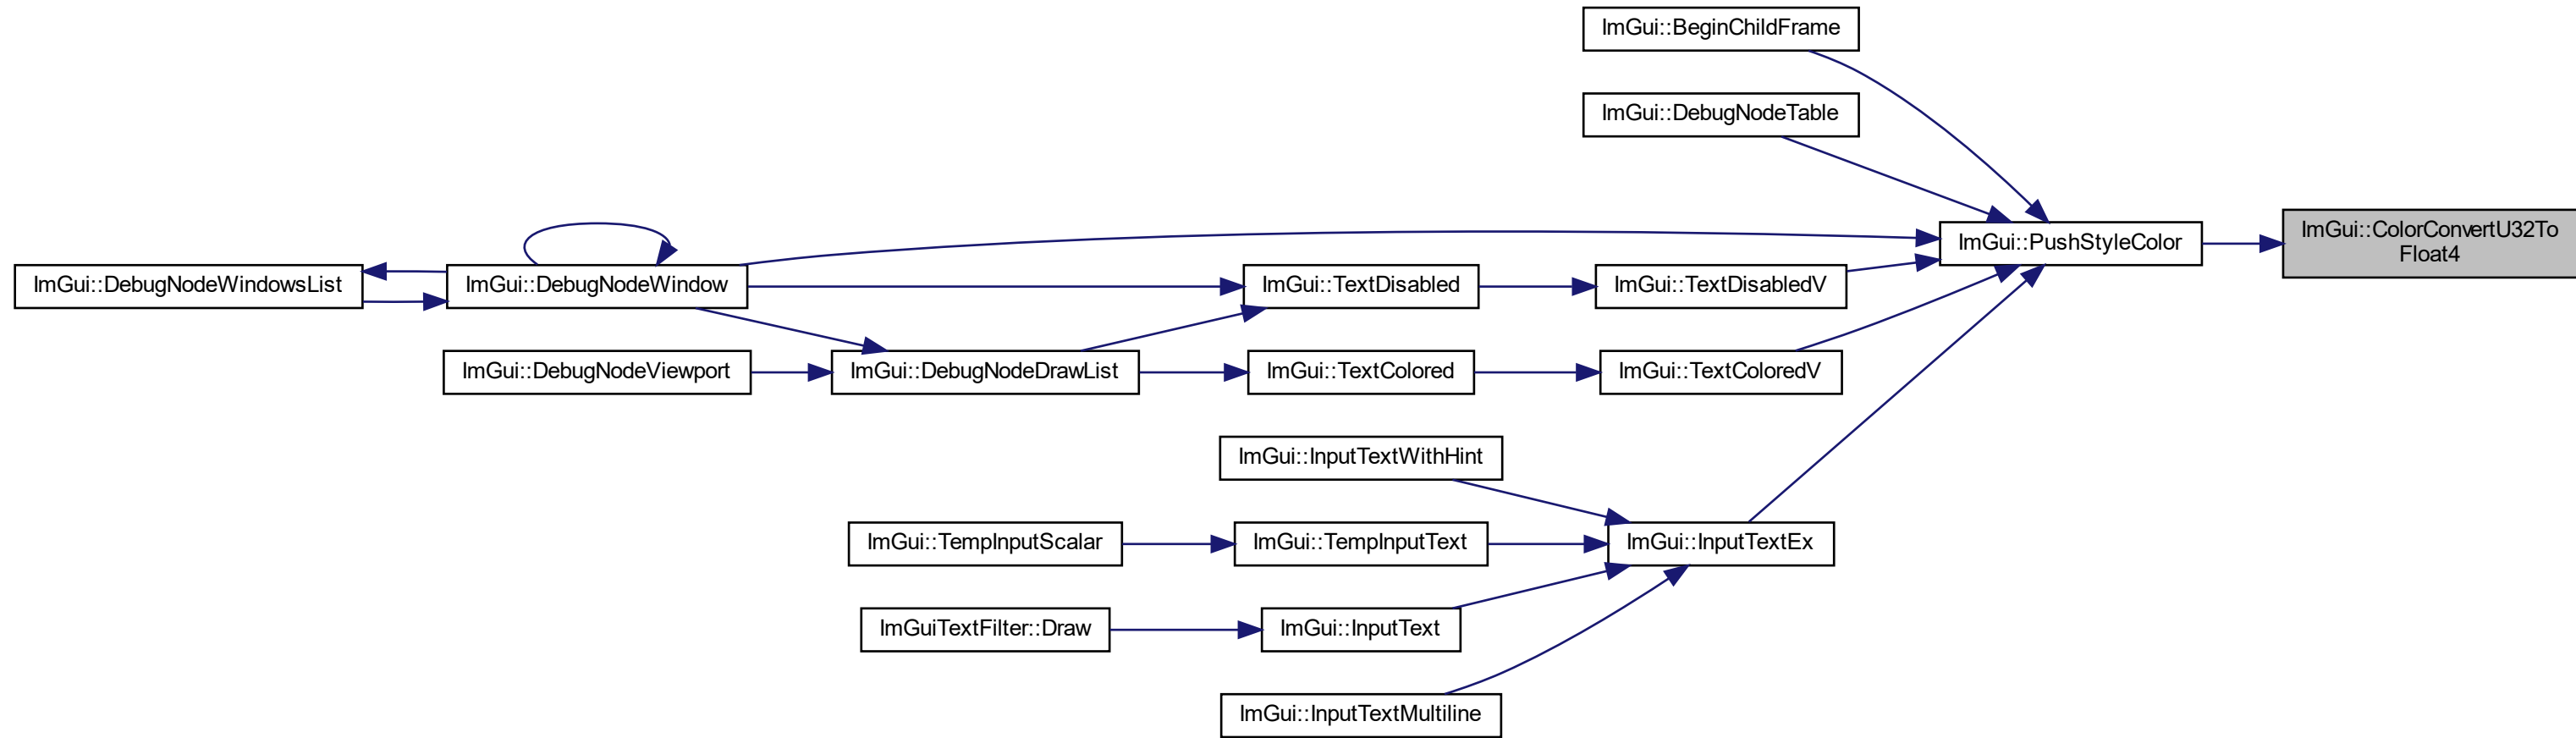 ImGui::BeginChildFrame
ImGui::DebugNodeTable
ImGui::ColorConvertU32To
Float4
ImGui::PushStyleColor
ImGui::DebugNodeWindowsList
ImGui::DebugNodeWindow
ImGui::TextDisabled
ImGui::TextDisabledV
ImGui::DebugNodeViewport
ImGui::DebugNodeDrawList
ImGui::TextColored
ImGui::TextColoredV
ImGui::InputTextWithHint
ImGui::TempInputScalar
ImGui::TempInputText
ImGui::InputTextEx
ImGuiTextFilter::Draw
ImGui::InputText
ImGui::InputTextMultiline